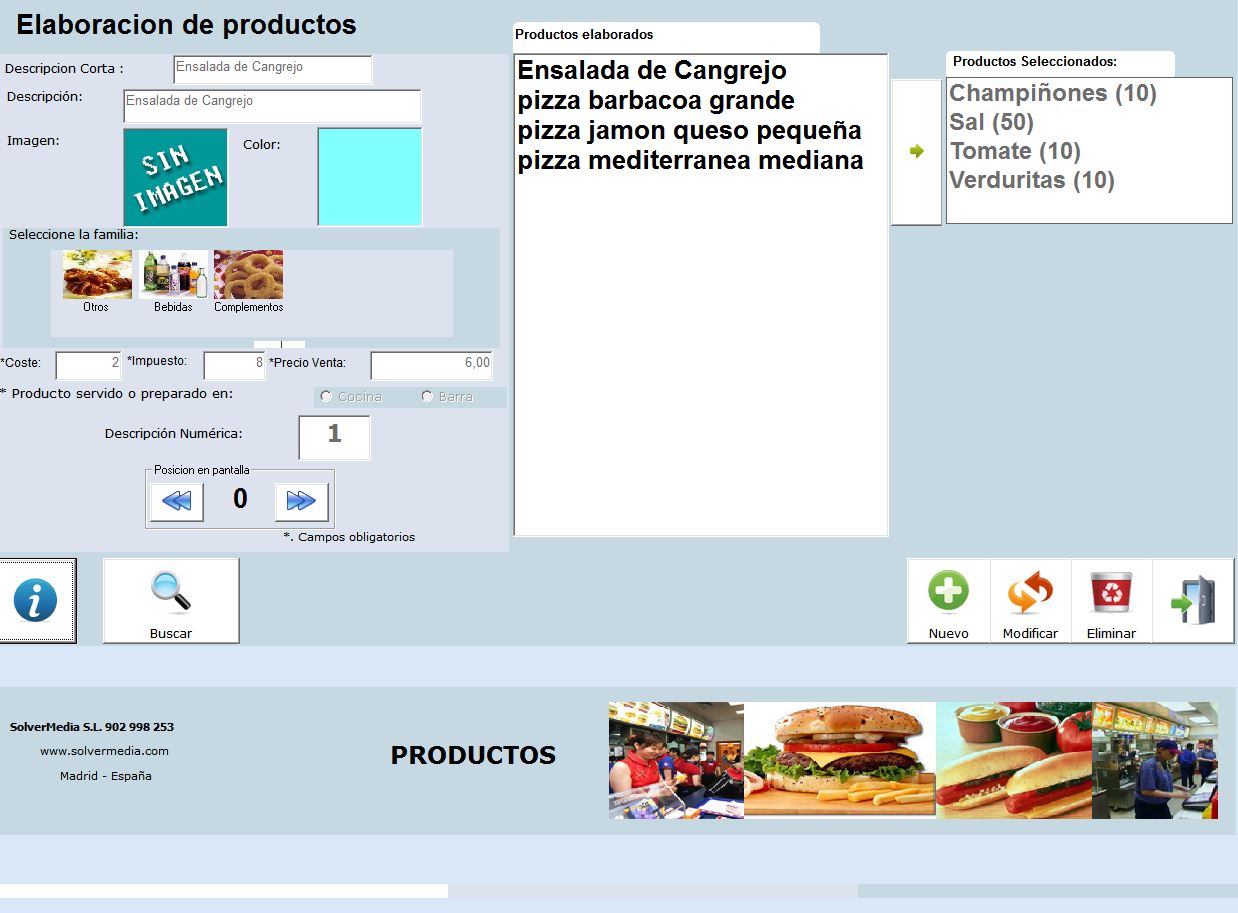 Elaboracion de productos
Descripcion Corta :
Ensalada de Cangrejo
Descripción:
Ensalada de Cangrejo
Imagen:
SIN
IMAGEN
Color:
Seleccione la familia:
Otros
Bebidas
Complementos
*Coste:
2
*Impuesto:
8
*Precio Venta:
6,00
* Producto servido o preparado en:
Cocina
Barra
Descripción Numérica:
1
Posicion en pantalla
0
*. Campos obligatorios
Productos elaborados
Ensalada de Cangrejo
pizza barbacoa grande
pizza jamon queso pequeña
pizza mediterranea mediana
Productos Seleccionados:
Champiñones (10)
Sal (50)
Tomate (10)
Verduritas (10)
i
Buscar
Nuevo
Modificar
Eliminar
SolverMedia S.L. 902 998 253
www.solvermedia.com
Madrid - España
PRODUCTOS